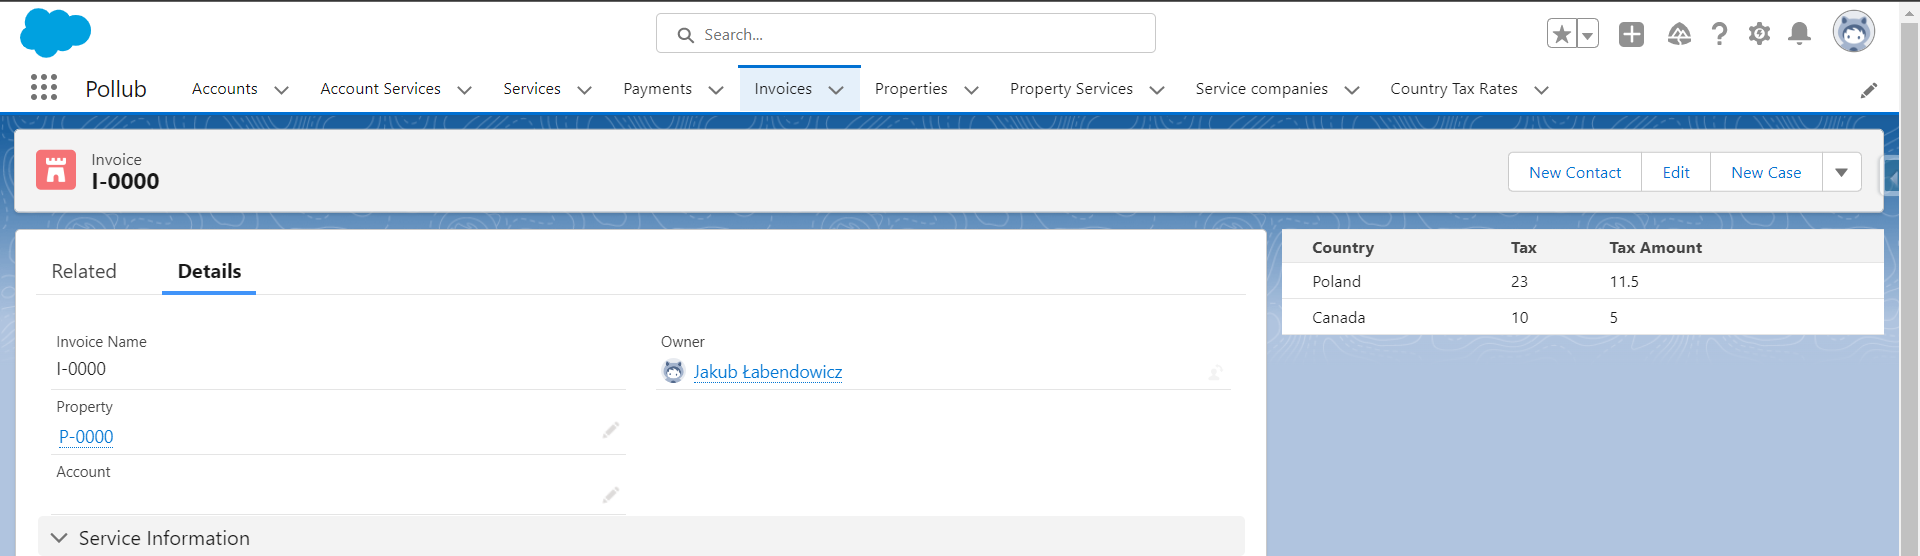 Search...
Pollub Accounts Account Services Services Payments Invoices Properties Property Services Service companies Country Tax Rates
Invoice
I-0000
New Contact Edit New Case
Related Details
Invoice Name
I-0000
Owner
Jakub Łabendowicz
Property
P-0000
Account
Service Information
Country Tax Tax Amount
Poland 23 11.5
Canada 10 5